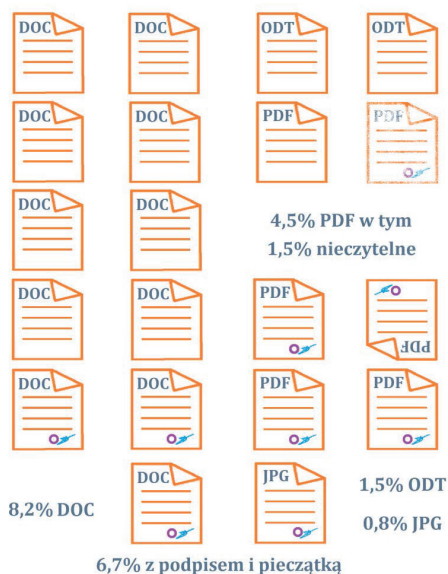 DOC DOC ODT ODT
DOC DOC PDF PDF
DOC DOC
4,5% PDF w tym
1,5% nieczytelne
DOC DOC PDF PDF
DOC DOC PDF PDF
DOC JPG
8,2% DOC
1,5% ODT
0,8% JPG
6,7% z podpisem i pieczątką